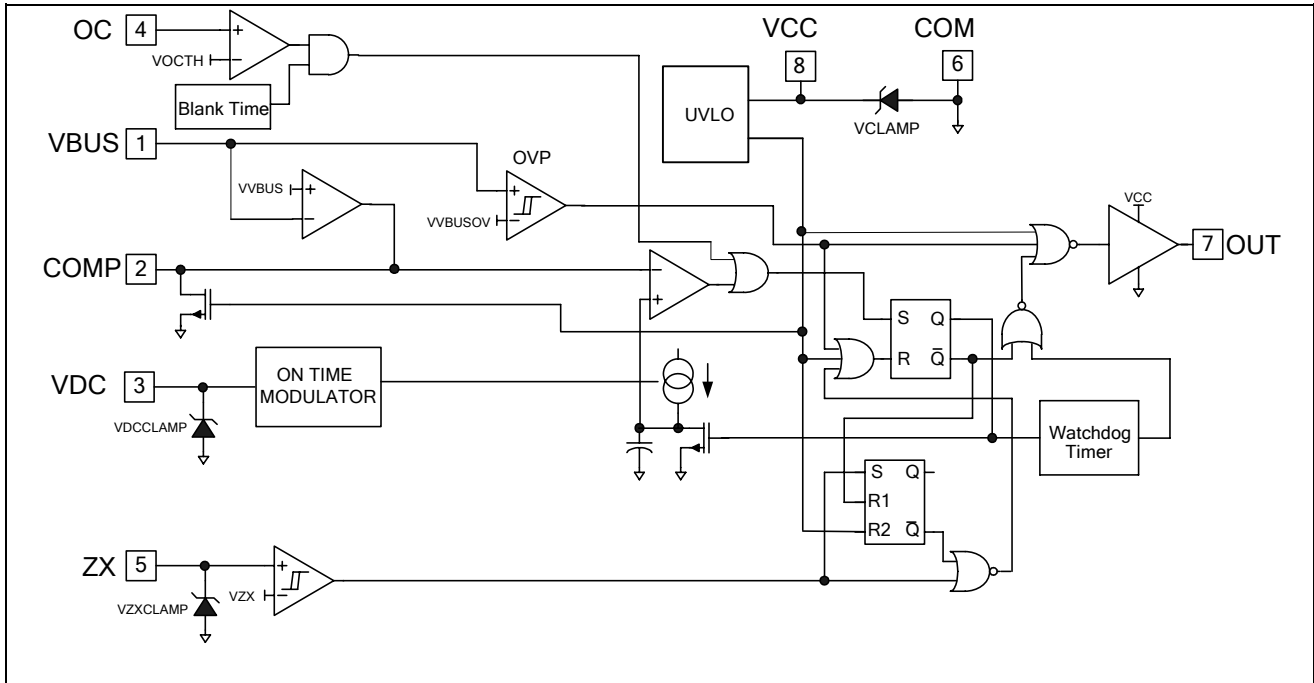 OC 4
VOCTH
Blank Time
VBUS 1
VVBUS
OVP
VVBUSOV
COMP 2
VDC 3
ON TIME
MODULATOR
VDCCLAMP
ZX 5
VZX
VZXCLAMP
VCC
8
COM
6
UVLO
VCLAMP
VCC
7 OUT
S Q
R Q̅
Watchdog
Timer
S Q
R1
R2 Q̅
+
−
+
−
+
−
−
+
+
−